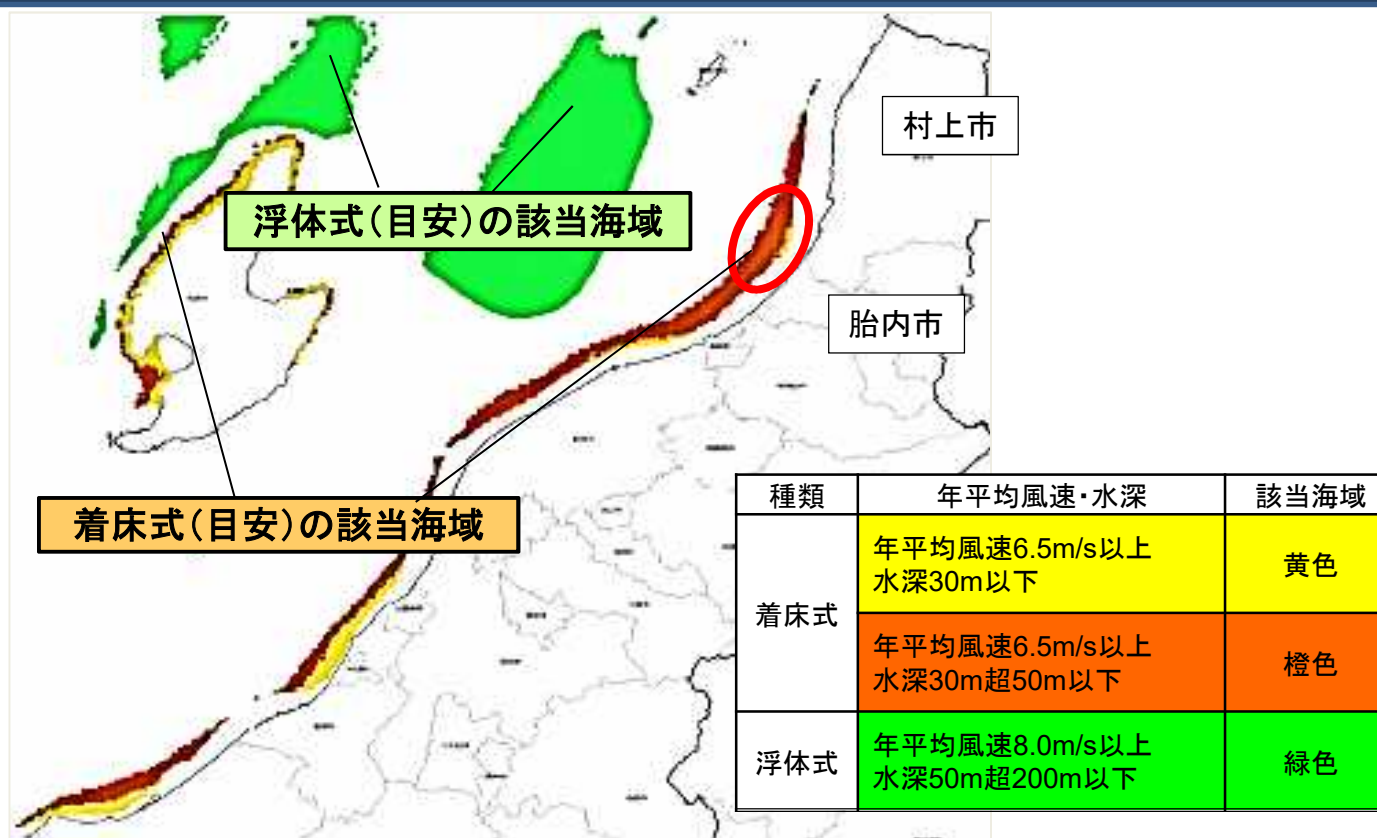 村上市
浮体式(目安)の該当海域
胎内市
着床式(目安)の該当海域
種類 年平均風速・水深 該当海域
着床式
年平均風速6.5m/s以上
水深30m以下
黄色
年平均風速6.5m/s以上
水深30m超50m以下
橙色
浮体式
年平均風速8.0m/s以上
水深50m超200m以下
緑色